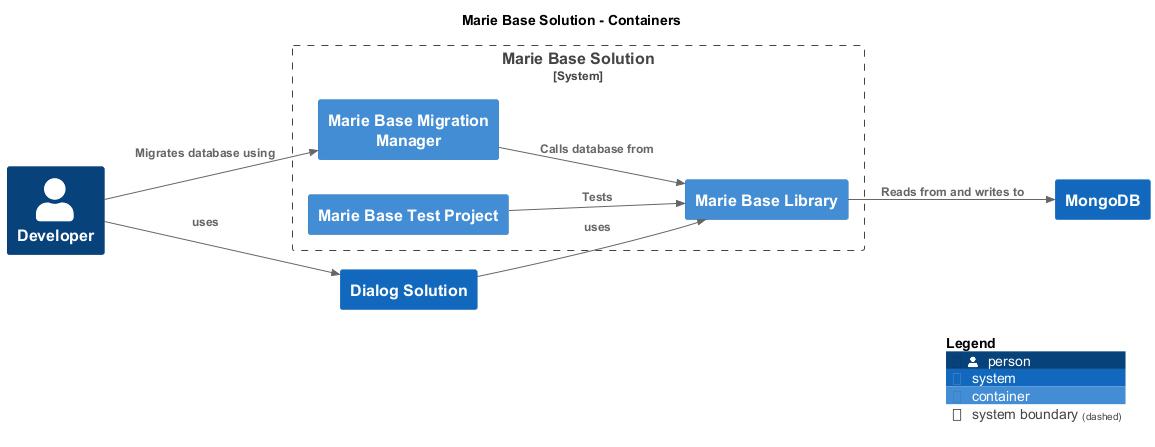 Marie Base Solution - Containers
Marie Base Solution
[System]
Marie Base Migration
Manager
Migrates database using
Calls database from
Developer
Marie Base Test Project
Tests
Marie Base Library
Reads from and writes to
MongoDB
uses
uses
Dialog Solution
Legend
person
system
container
system boundary (dashed)